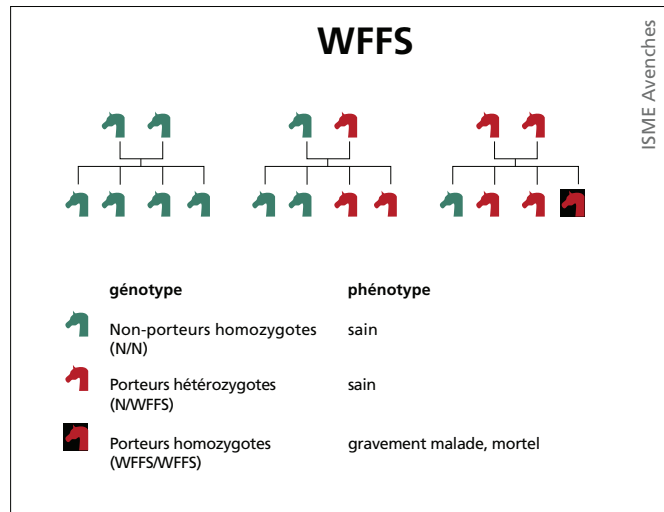 WFFS
ISME Avenches
génotype phénotype
Non-porteurs homozygotes sain
(N/N)
Porteurs hétérozygotes sain
(N/WFFS)
Porteurs homozygotes gravement malade, mortel
(WFFS/WFFS)